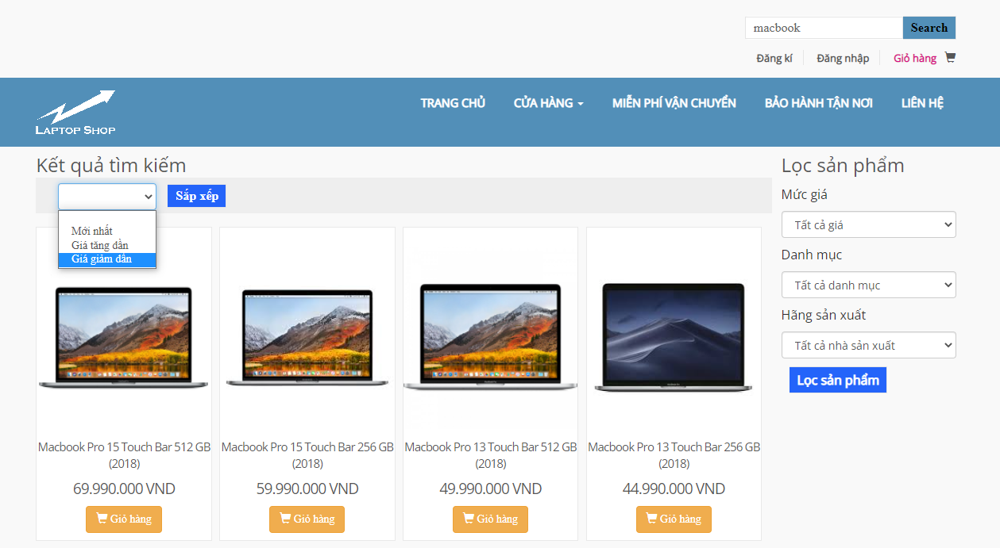 macbook
Search
Đăng kí
Đăng nhập
Giỏ hàng
LAPTOP SHOP
TRANG CHỦ
CỬA HÀNG
MIỄN PHÍ VẬN CHUYỂN
BẢO HÀNH TẬN NƠI
LIÊN HỆ
Kết quả tìm kiếm
Sắp xếp
Mới nhất
Giá tăng dần
Giá giảm dần
Macbook Pro 15 Touch Bar 512 GB
(2018)
69.990.000 VND
Giỏ hàng
Macbook Pro 15 Touch Bar 256 GB
(2018)
59.990.000 VND
Giỏ hàng
Macbook Pro 13 Touch Bar 512 GB
(2018)
49.990.000 VND
Giỏ hàng
Macbook Pro 13 Touch Bar 256 GB
(2018)
44.990.000 VND
Giỏ hàng
Lọc sản phẩm
Mức giá
Tất cả giá
Danh mục
Tất cả danh mục
Hãng sản xuất
Tất cả nhà sản xuất
Lọc sản phẩm